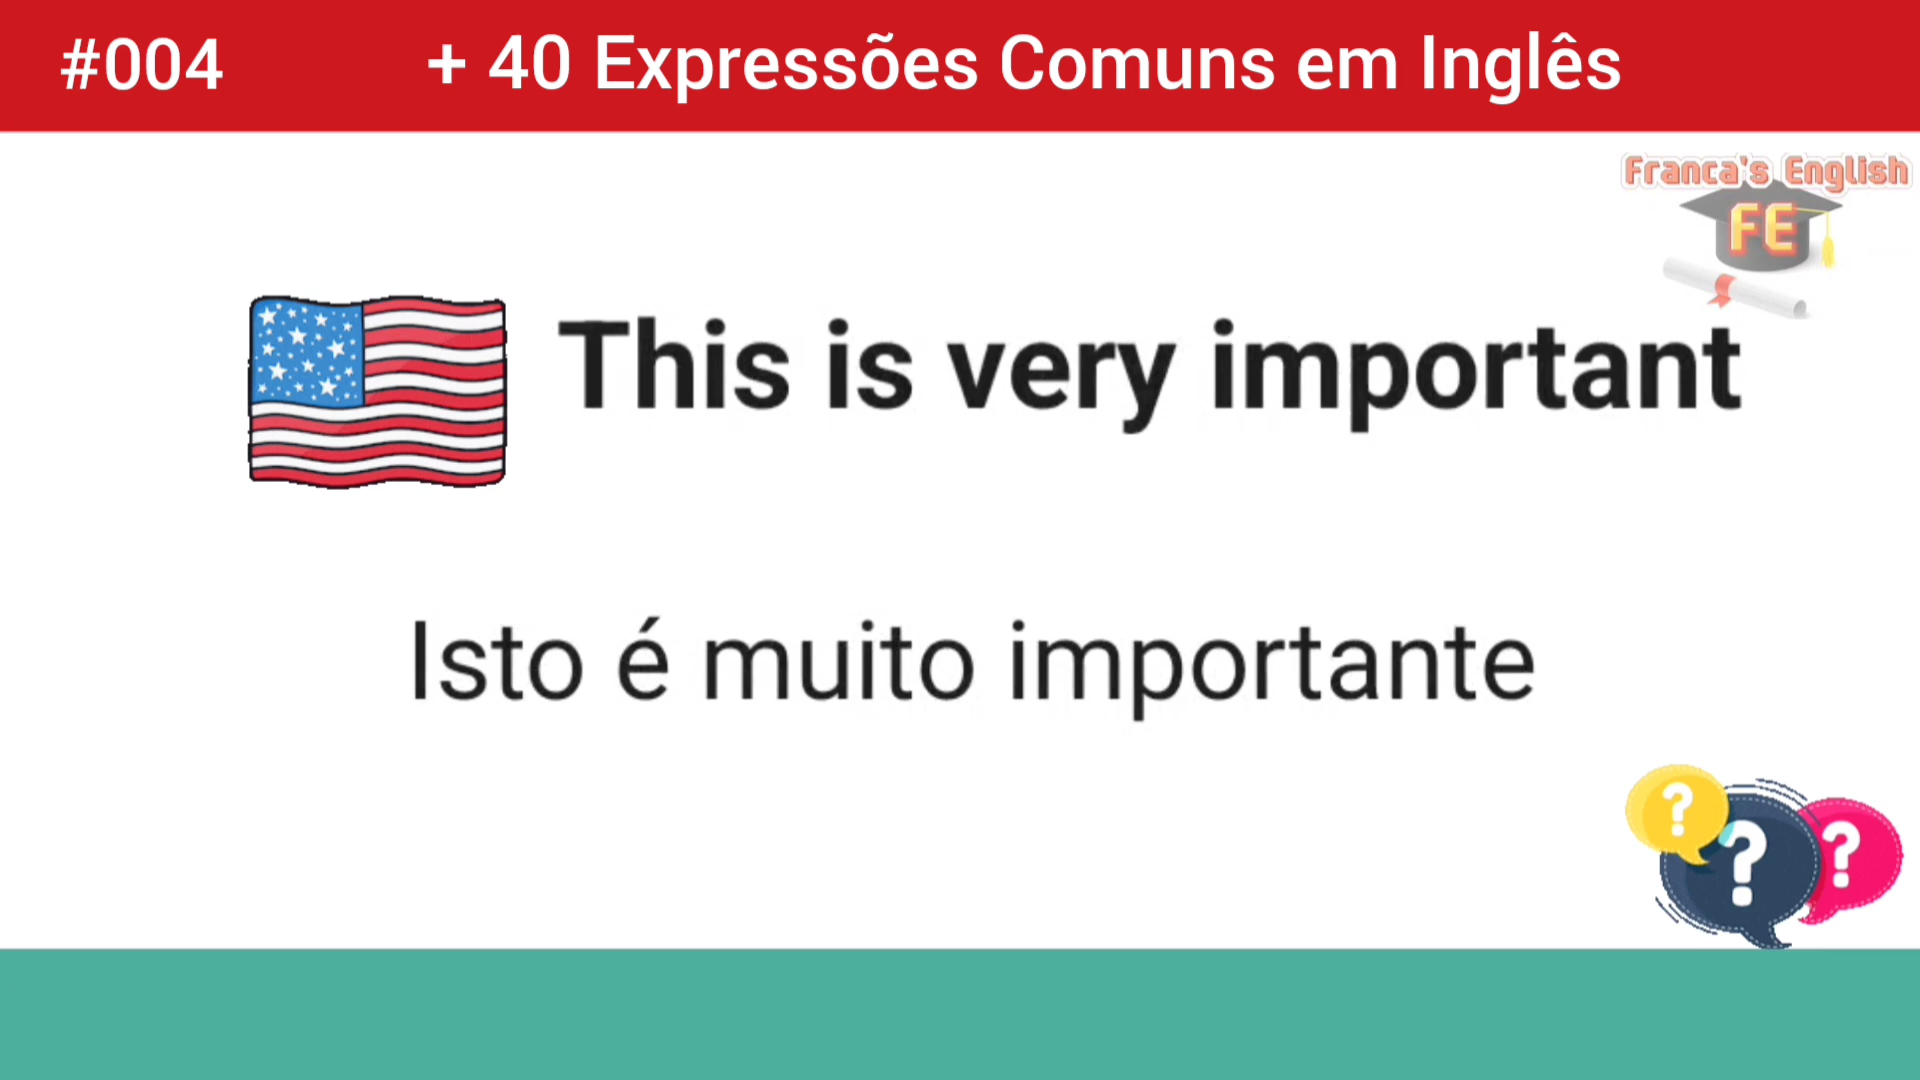 #004
+ 40 Expressões Comuns em Inglês
Franca's English
FE
This is very important
Isto é muito importante
? ? ?